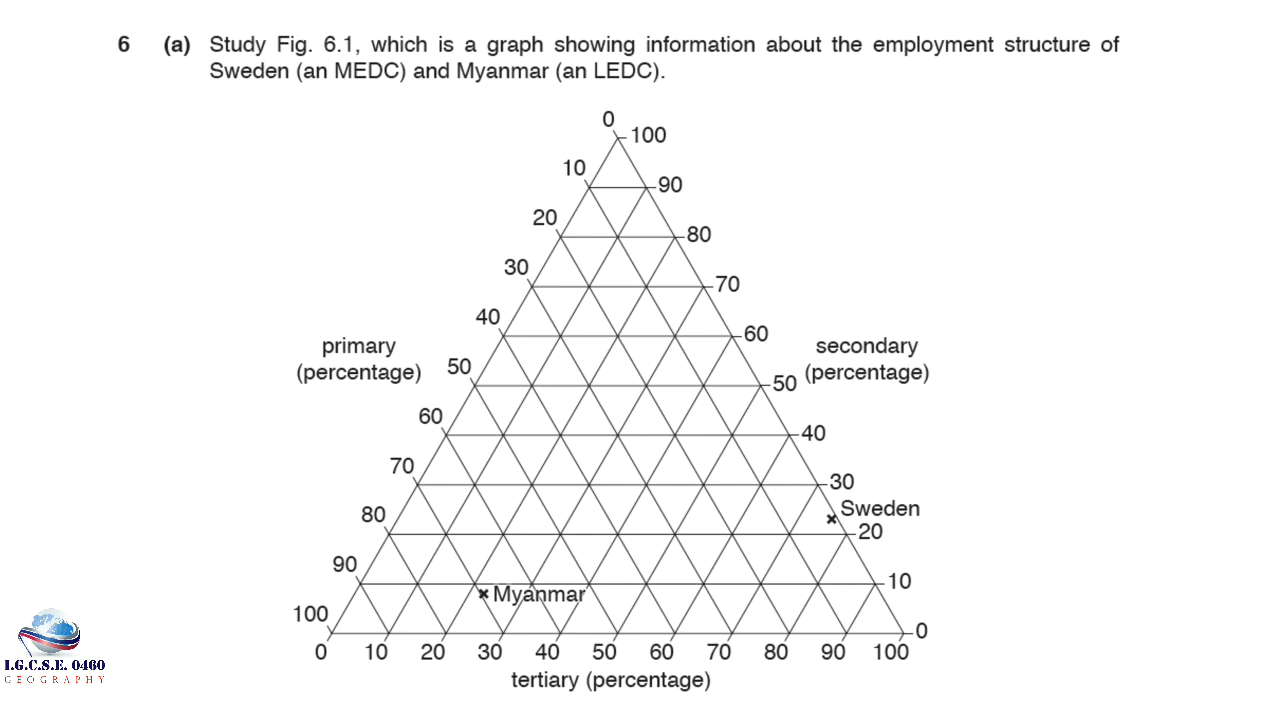 6 (a) Study Fig. 6.1, which is a graph showing information about the employment structure of
Sweden (an MEDC) and Myanmar (an LEDC).
0
100
10
90
20
80
30
70
40
60
primary
(percentage)
secondary
(percentage)
50
50
60
40
70
30
Sweden
80
20
90
10
Myanmar
100
0
0 10 20 30 40 50 60 70 80 90 100
tertiary (percentage)
I.G.C.S.E. 0460
GEOGRAPHY